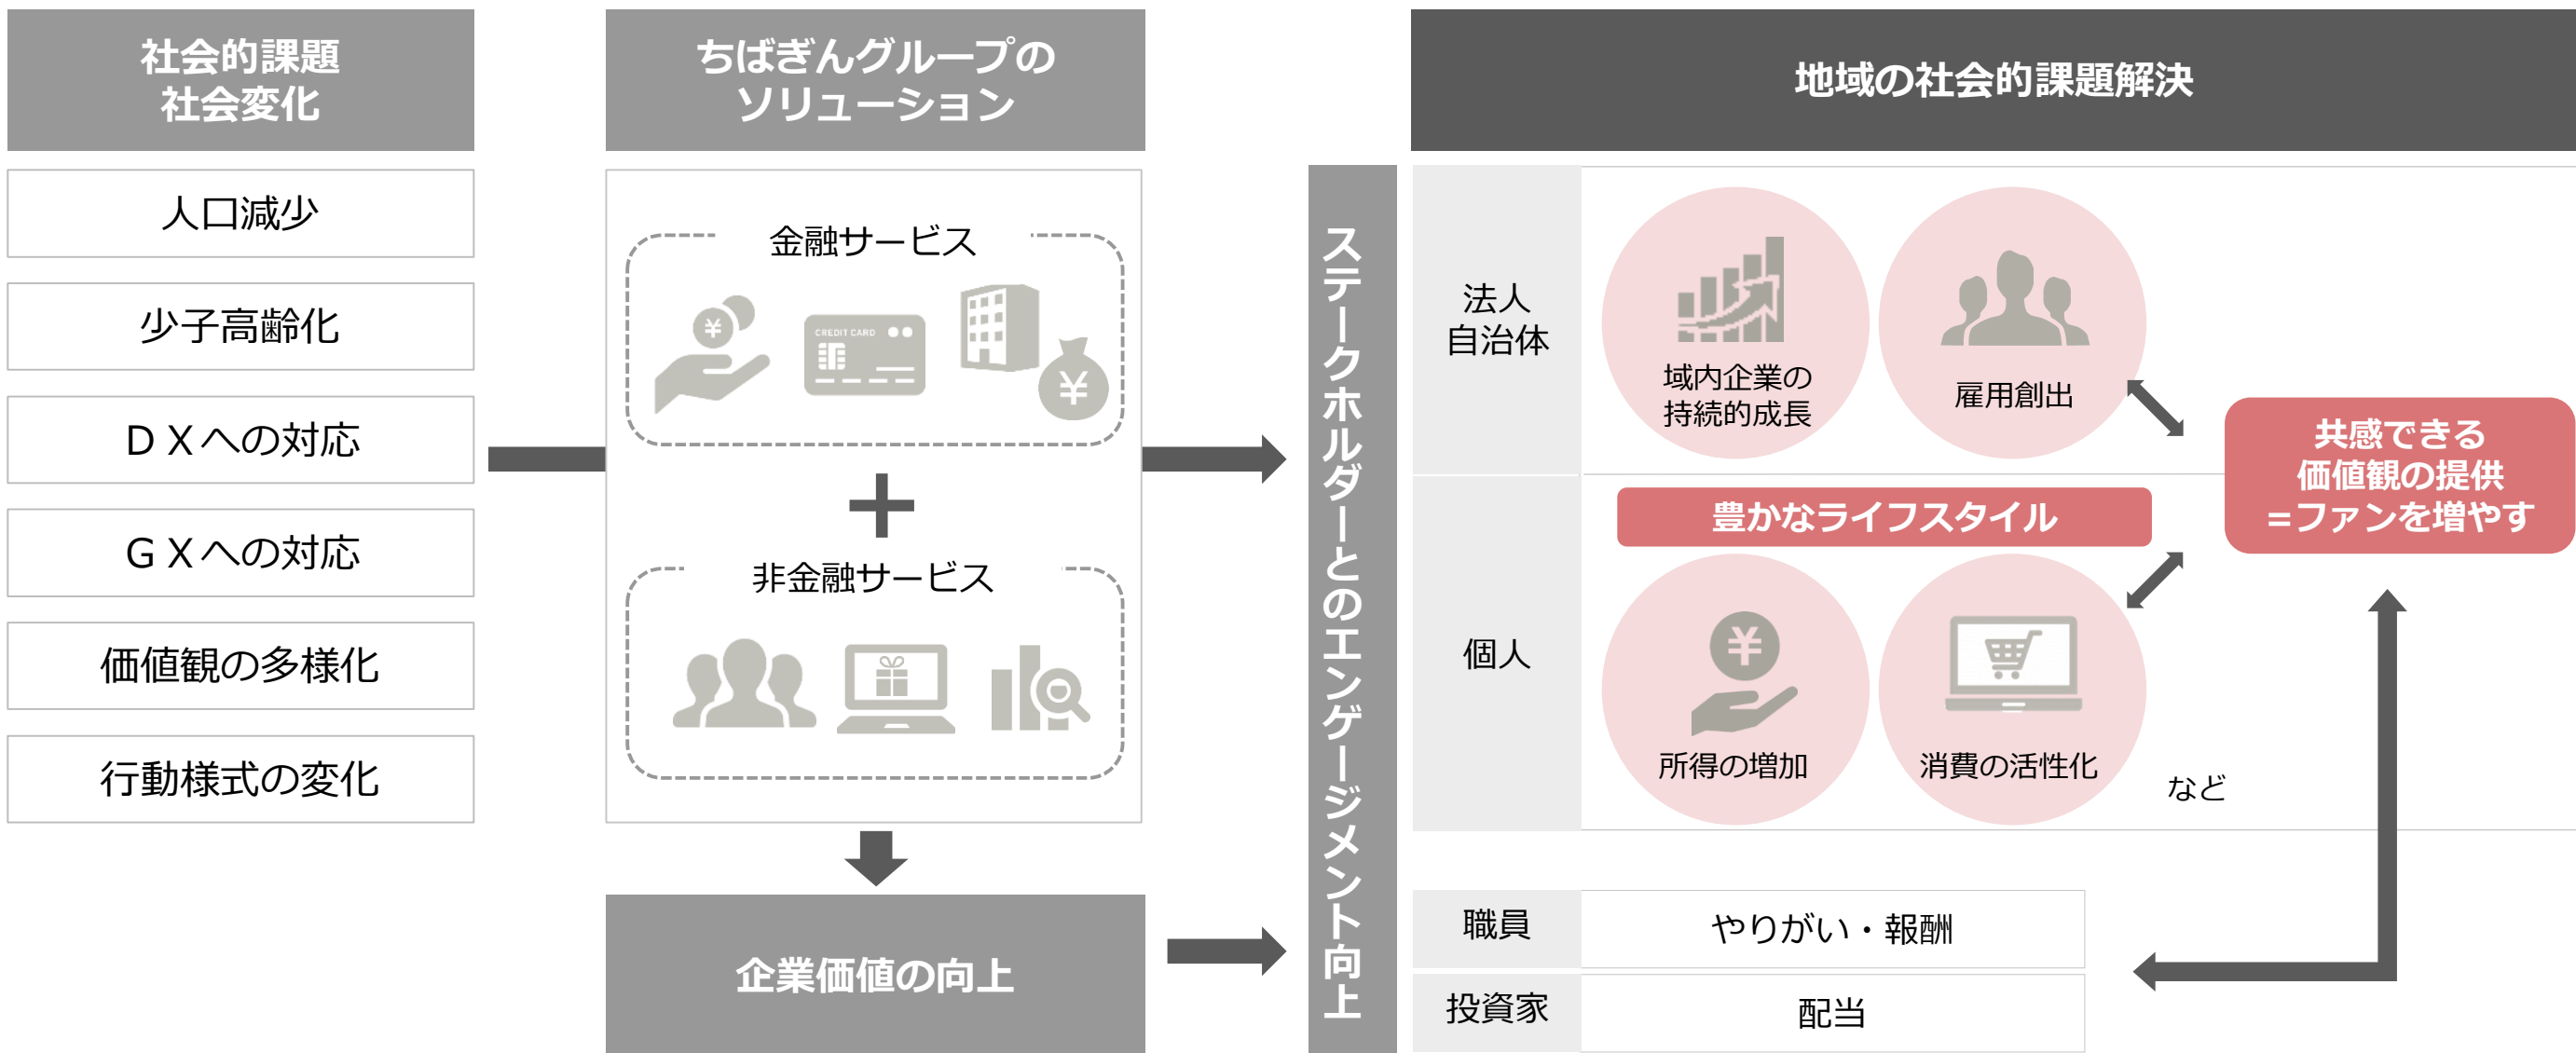 社会的課題
社会変化
人口減少
少子高齢化
ＤＸへの対応
ＧＸへの対応
価値観の多様化
行動様式の変化
ちばぎんグループの
ソリューション
金融サービス
¥
CREDIT CARD
¥
＋
非金融サービス
企業価値の向上
ステークホルダーとのエンゲージメント向上
地域の社会的課題解決
法人
自治体
域内企業の
持続的成長
雇用創出
個人
豊かなライフスタイル
¥
所得の増加
消費の活性化
など
共感できる
価値観の提供
=ファンを増やす
職員
やりがい・報酬
投資家
配当